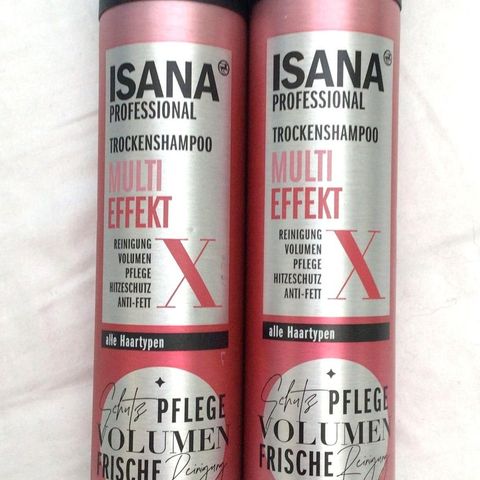 ISANA
PROFESSIONAL
TROCKENSHAMPOO
MULTI
EFFEKT
REINIGUNG
VOLUMEN
PFLEGE
HITZESCHUTZ
ANTI-FETT
X
alle Haartypen
Schutz PFLEGE
VOLUMEN
FRISCHE Reinigung
ISANA
PROFESSIONAL
TROCKENSHAMPOO
MULTI
EFFEKT
REINIGUNG
VOLUMEN
PFLEGE
HITZESCHUTZ
ANTI-FETT
X
alle Haartypen
Schutz PFLEGE
VOLUMEN
FRISCHE Reinigung